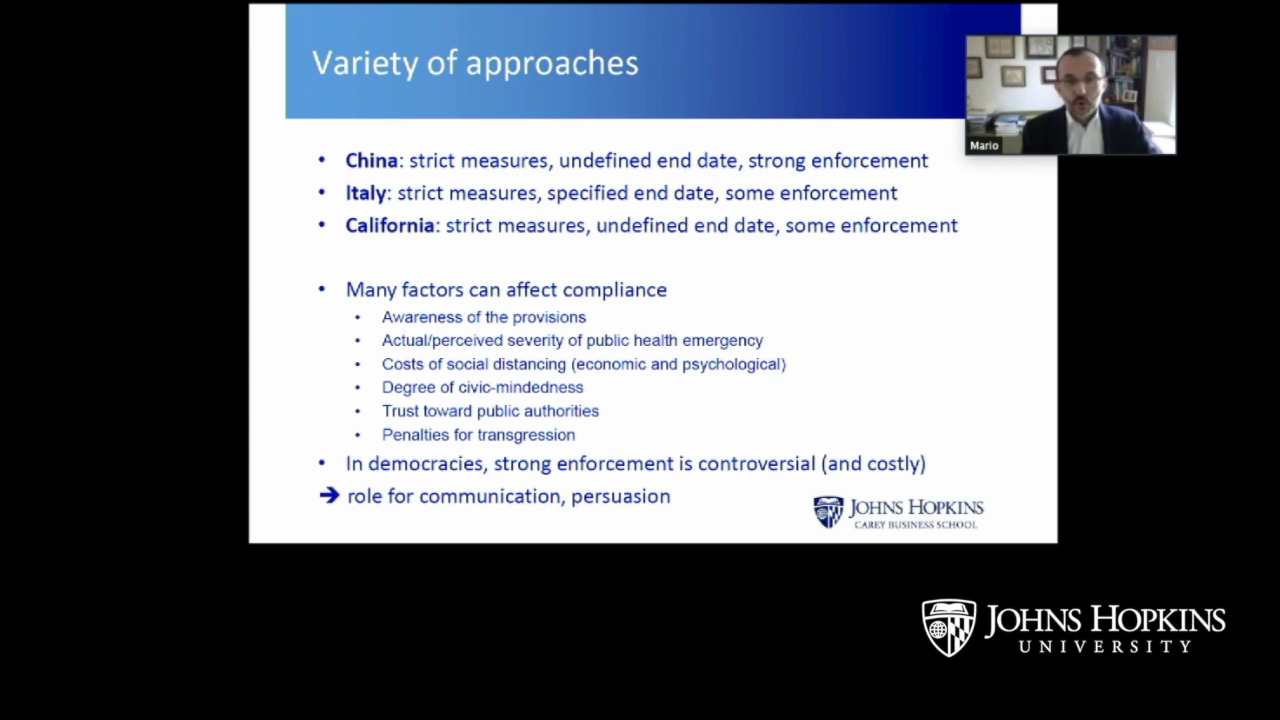 Variety of approaches
Mario
• China: strict measures, undefined end date, strong enforcement
• Italy: strict measures, specified end date, some enforcement
• California: strict measures, undefined end date, some enforcement
• Many factors can affect compliance
• Awareness of the provisions
• Actual/perceived severity of public health emergency
• Costs of social distancing (economic and psychological)
• Degree of civic-mindedness
• Trust toward public authorities
• Penalties for transgression
• In democracies, strong enforcement is controversial (and costly)
➔ role for communication, persuasion
JOHNS HOPKINS
CAREY BUSINESS SCHOOL
JOHNS HOPKINS
UNIVERSITY